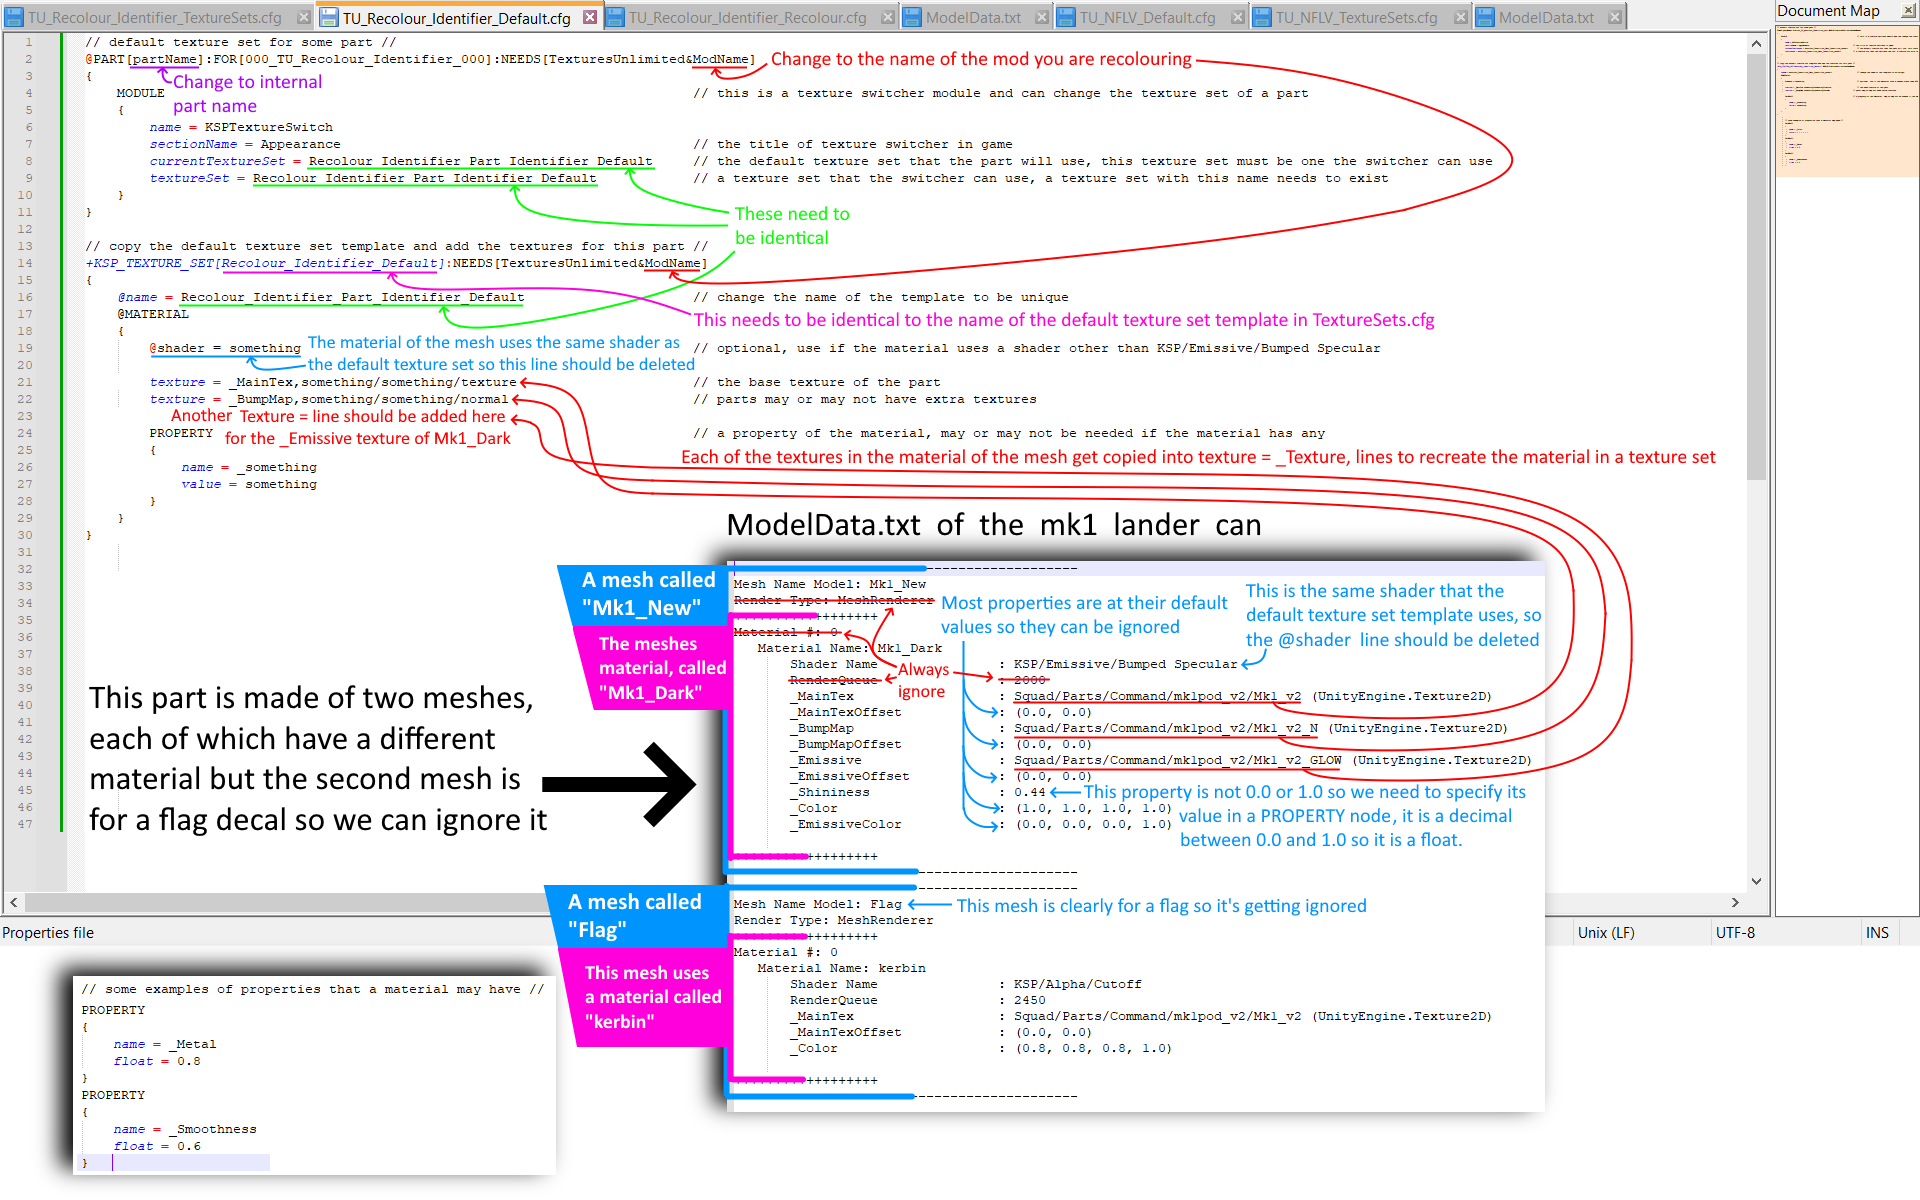 TU_Recolour_Identifier_TextureSets.cfg
TU_Recolour_Identifier_Default.cfg
TU_Recolour_Identifier_Recolour.cfg
ModelData.txt
TU_NFLV_Default.cfg
TU_NFLV_TextureSets.cfg
ModelData.txt
Document Map
1 // default texture set for some part //
2 @PART[partName]:FOR[000_TU_Recolour_Identifier_000]:NEEDS[TexturesUnlimited&ModName]
Change to the name of the mod you are recolouring
3 {
Change to internal
part name
4 MODULE // this is a texture switcher module and can change the texture set of a part
5 {
6 name = KSPTextureSwitch
7 sectionName = Appearance // the title of texture switcher in game
8 currentTextureSet = Recolour_Identifier_Part_Identifier_Default // the default texture set that the part will use, this texture set must be one the switcher can use
9 textureSet = Recolour_Identifier_Part_Identifier_Default // a texture set that the switcher can use, a texture set with this name needs to exist
10 }
11 }
These need to
be identical
12
13 // copy the default texture set template and add the textures for this part //
14 +KSP_TEXTURE_SET[Recolour_Identifier_Default]:NEEDS[TexturesUnlimited&ModName]
15 {
16 @name = Recolour_Identifier_Part_Identifier_Default // change the name of the template to be unique
17 @MATERIAL
This needs to be identical to the name of the default texture set template in TextureSets.cfg
18 {
19 @shader = something // optional, use if the material uses a shader other than KSP/Emissive/Bumped Specular
The material of the mesh uses the same shader as
the default texture set so this line should be deleted
20
21 texture = _MainTex,something/something/texture // the base texture of the part
22 texture = _BumpMap,something/something/normal // parts may or may not have extra textures
23
Another Texture = line should be added here
for the _Emissive texture of Mk1_Dark
24 PROPERTY // a property of the material, may or may not be needed if the material has any
25 {
Each of the textures in the material of the mesh get copied into texture = _Texture, lines to recreate the material in a texture set
26 name = _something
27 value = something
28 }
29 }
30 }
31
32
33
34
35
36
37
38
39
40
41
42
43
44
45
46
47
ModelData.txt of the mk1 lander can
A mesh called
"Mk1_New"
The meshes
material, called
"Mk1_Dark"
This part is made of two meshes,
each of which have a different
material but the second mesh is
for a flag decal so we can ignore it
Mesh Name Model: Mk1_New
Render Type: MeshRenderer
+++++++
Material #: 0
Material Name: Mk1_Dark
Shader Name : KSP/Emissive/Bumped Specular
RenderQueue : 2000
_MainTex : Squad/Parts/Command/mk1pod_v2/Mk1_v2 (UnityEngine.Texture2D)
_MainTexOffset : (0.0, 0.0)
_BumpMap : Squad/Parts/Command/mk1pod_v2/Mk1_v2_N (UnityEngine.Texture2D)
_BumpMapOffset : (0.0, 0.0)
_Emissive : Squad/Parts/Command/mk1pod_v2/Mk1_v2_GLOW (UnityEngine.Texture2D)
_EmissiveOffset : (0.0, 0.0)
_Shininess : 0.44
_Color : (1.0, 1.0, 1.0, 1.0)
_EmissiveColor : (0.0, 0.0, 0.0, 1.0)
+++++++++
Most properties are at their default
values so they can be ignored
This is the same shader that the
default texture set template uses, so
the @shader line should be deleted
Always
ignore
This property is not 0.0 or 1.0 so we need to specify its
value in a PROPERTY node, it is a decimal
between 0.0 and 1.0 so it is a float.
A mesh called
"Flag"
This mesh uses
a material called
"kerbin"
Mesh Name Model: Flag
This mesh is clearly for a flag so it's getting ignored
Render Type: MeshRenderer
+++++++++
Material #: 0
Material Name: kerbin
Shader Name : KSP/Alpha/Cutoff
RenderQueue : 2450
_MainTex : Squad/Parts/Command/mk1pod_v2/Mk1_v2 (UnityEngine.Texture2D)
_MainTexOffset : (0.0, 0.0)
_Color : (0.8, 0.8, 0.8, 1.0)
+++++++++
Properties file
Unix (LF)
UTF-8
INS
// some examples of properties that a material may have //
PROPERTY
{
name = _Metal
float = 0.8
}
PROPERTY
{
name = _Smoothness
float = 0.6
}